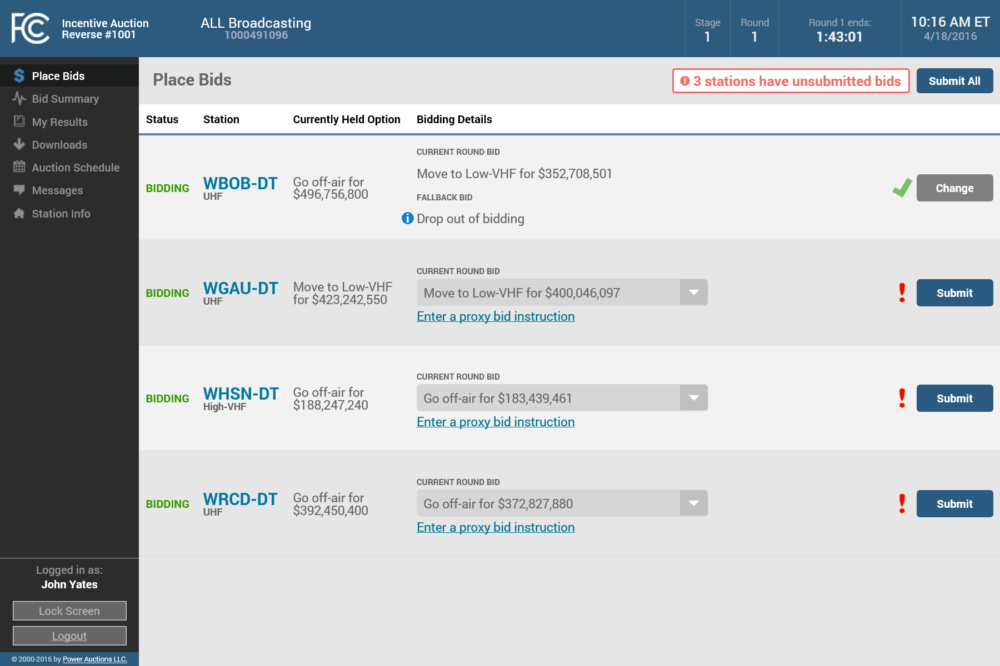 FCC
Incentive Auction
Reverse #1001
ALL Broadcasting
1000491096
Stage
1
Round
1
Round 1 ends:
1:43:01
10:16 AM ET
4/18/2016
Place Bids
Bid Summary
My Results
Downloads
Auction Schedule
Messages
Station Info
Place Bids
3 stations have unsubmitted bids
Submit All
Status
Station
Currently Held Option
Bidding Details
BIDDING
WBOB-DT
UHF
Go off-air for
$496,756,800
CURRENT ROUND BID
Move to Low-VHF for $352,708,501
FALLBACK BID
Drop out of bidding
Change
BIDDING
WGAU-DT
UHF
Move to Low-VHF
for $423,242,550
CURRENT ROUND BID
Move to Low-VHF for $400,046,097
Enter a proxy bid instruction
Submit
BIDDING
WHSN-DT
High-VHF
Go off-air for
$188,247,240
CURRENT ROUND BID
Go off-air for $183,439,461
Enter a proxy bid instruction
Submit
BIDDING
WRCD-DT
UHF
Go off-air for
$392,450,400
CURRENT ROUND BID
Go off-air for $372,827,880
Enter a proxy bid instruction
Submit
Logged in as:
John Yates
Lock Screen
Logout
© 2000-2016 by Power Auctions LLC.